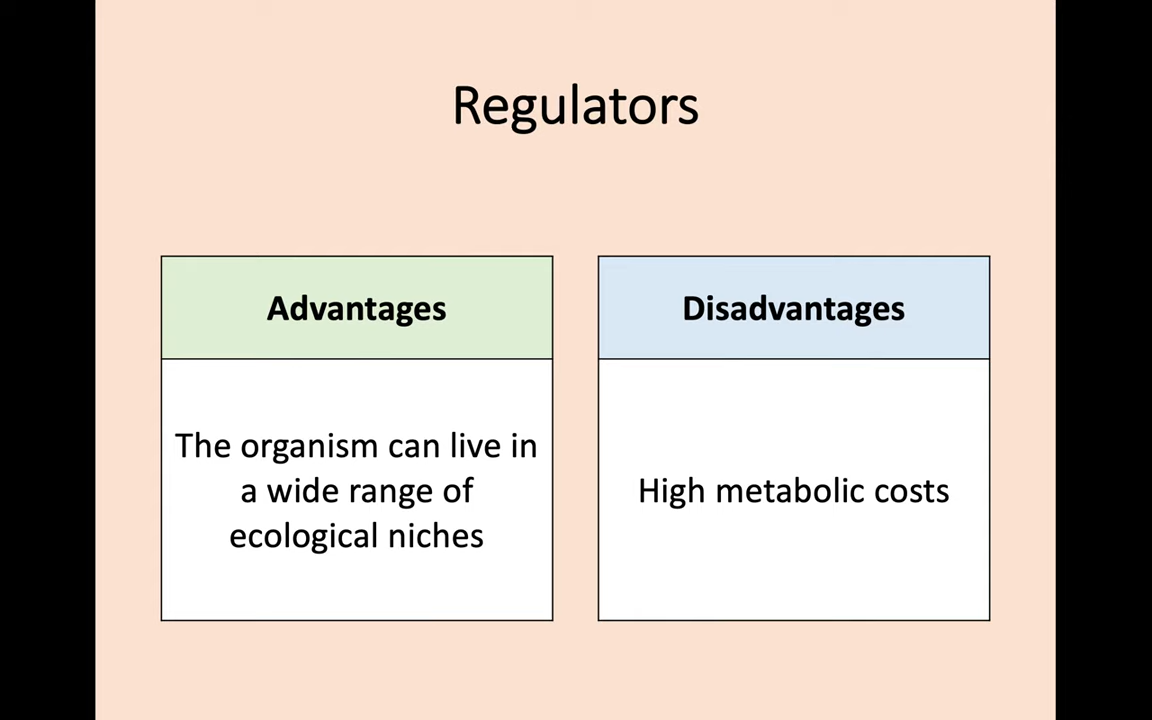 Regulators
Advantages
Disadvantages
The organism can live in
a wide range of
ecological niches
High metabolic costs